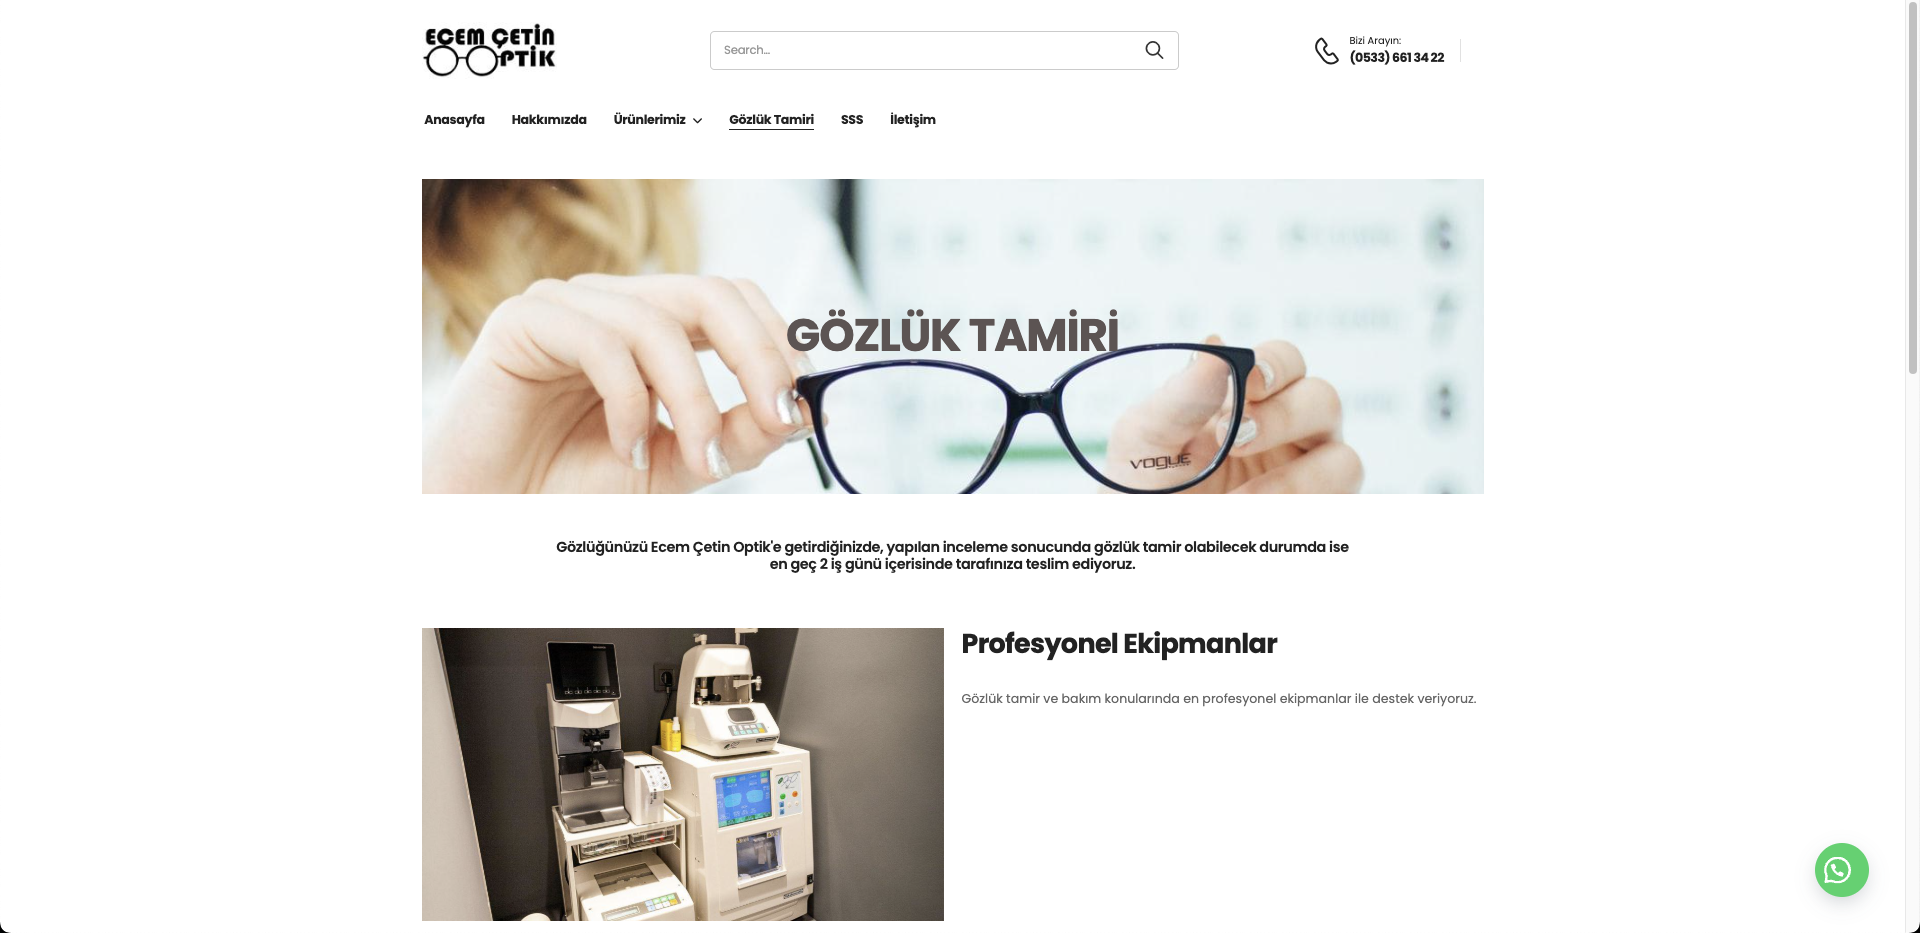 ECEM ÇETİN
OPTİK
Search...
Bizi Arayın:
(0533) 661 34 22
Anasayfa
Hakkımızda
Ürünlerimiz
Gözlük Tamiri
SSS
İletişim
GÖZLÜK TAMİRİ
VOGUE
Gözlüğünüzü Ecem Çetin Optik'e getirdiğinizde, yapılan inceleme sonucunda gözlük tamir olabilecek durumda ise
en geç 2 iş günü içerisinde tarafınıza teslim ediyoruz.
Profesyonel Ekipmanlar
Gözlük tamir ve bakım konularında en profesyonel ekipmanlar ile destek veriyoruz.